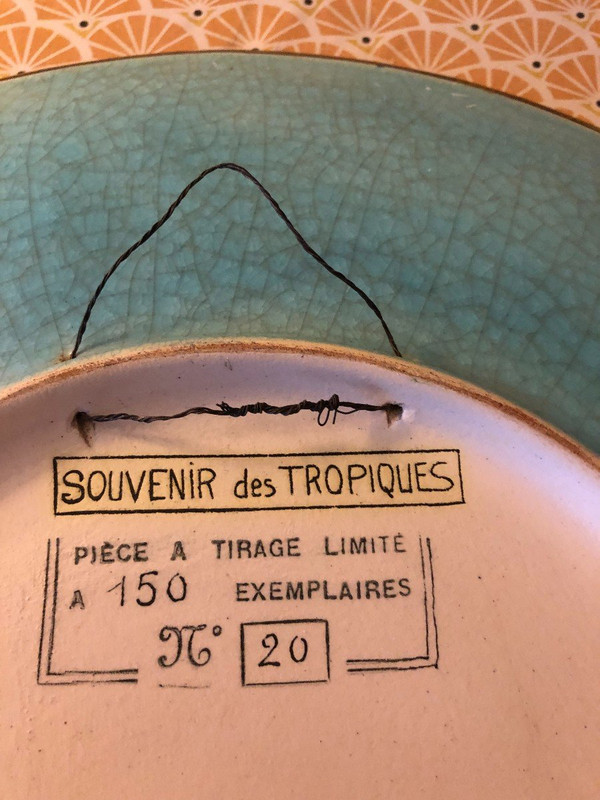 SOUVENiR des TROPIQUES
PIÈCE A TIRAGE LIMITÉ
A 150 EXEMPLAIRES
N° 20